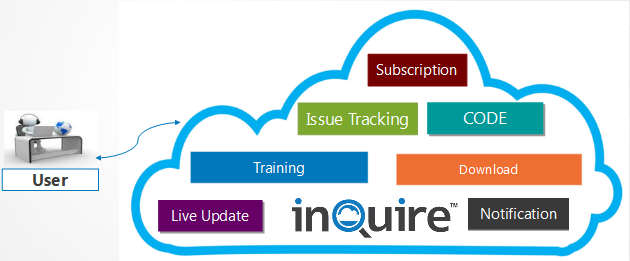 Subscription
Issue Tracking
CODE
Training
Download
User
Live Update
inQuire™
Notification